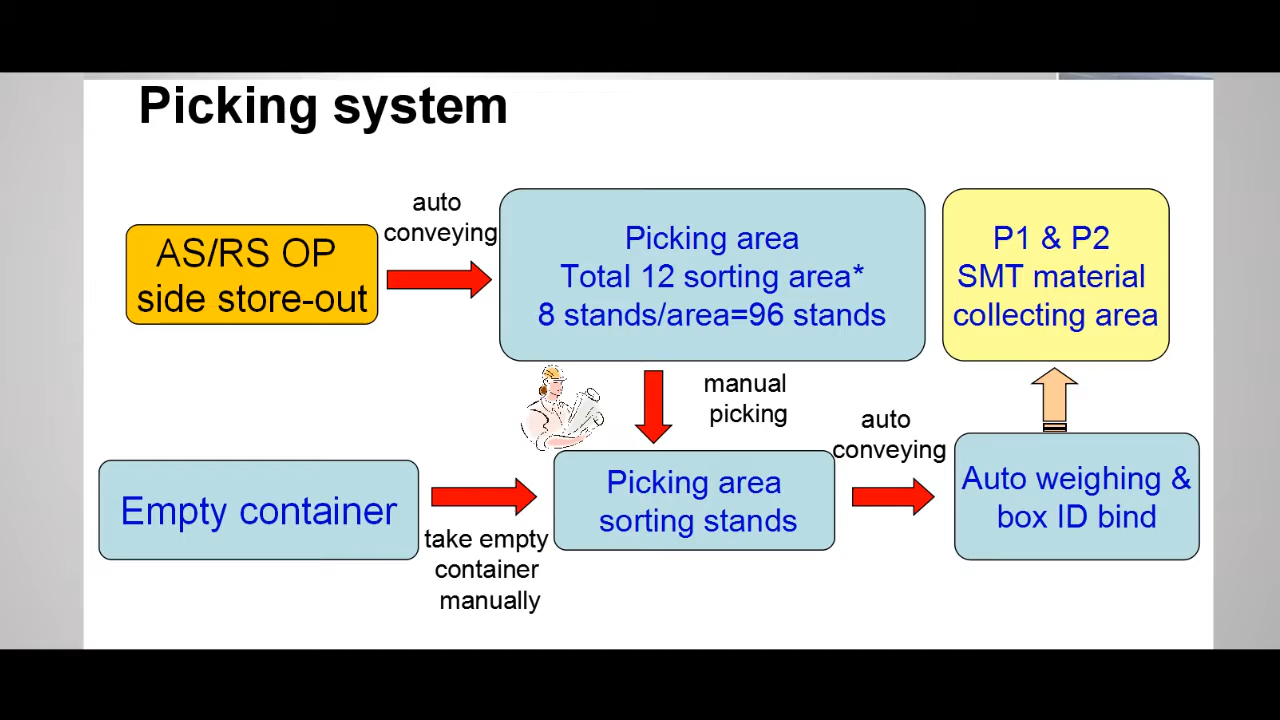 Picking system
AS/RS OP
side store-out
auto
conveying
Picking area
Total 12 sorting area*
8 stands/area=96 stands
P1 & P2
SMT material
collecting area
manual
picking
Empty container
take empty
container
manually
Picking area
sorting stands
auto
conveying
Auto weighing &
box ID bind